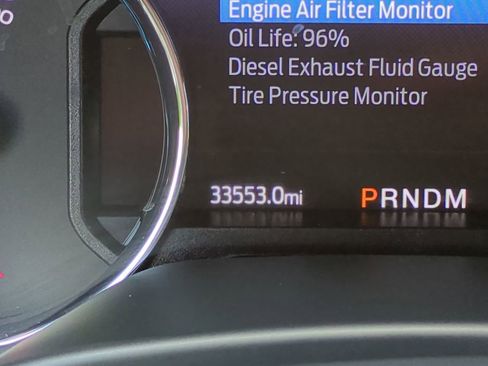 Engine Air Filter Monitor
Oil Life: 96%
Diesel Exhaust Fluid Gauge
Tire Pressure Monitor
33553.0mi PRNDM